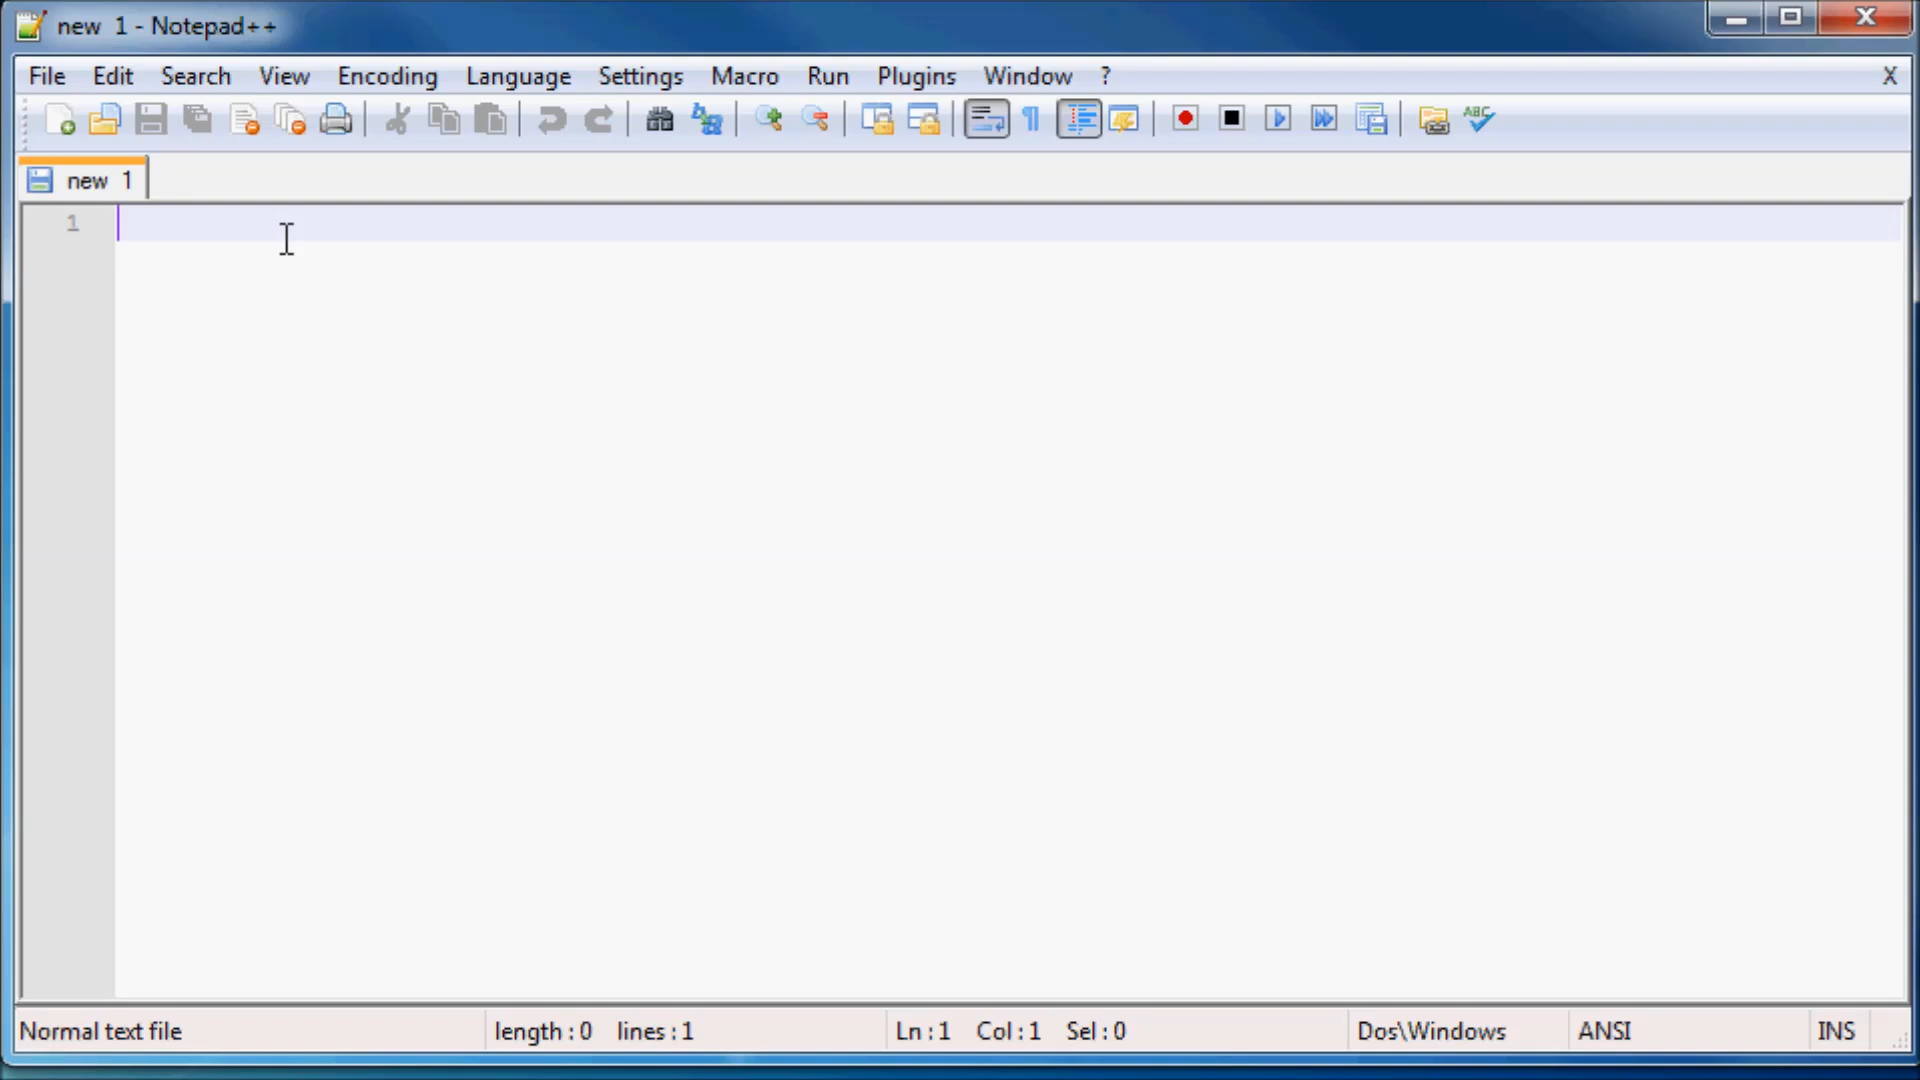 new 1 - Notepad++
File Edit Search View Encoding Language Settings Macro Run Plugins Window ? X
ABC
new 1
1
Normal text file length : 0 lines : 1 Ln : 1 Col : 1 Sel : 0 Dos\Windows ANSI INS